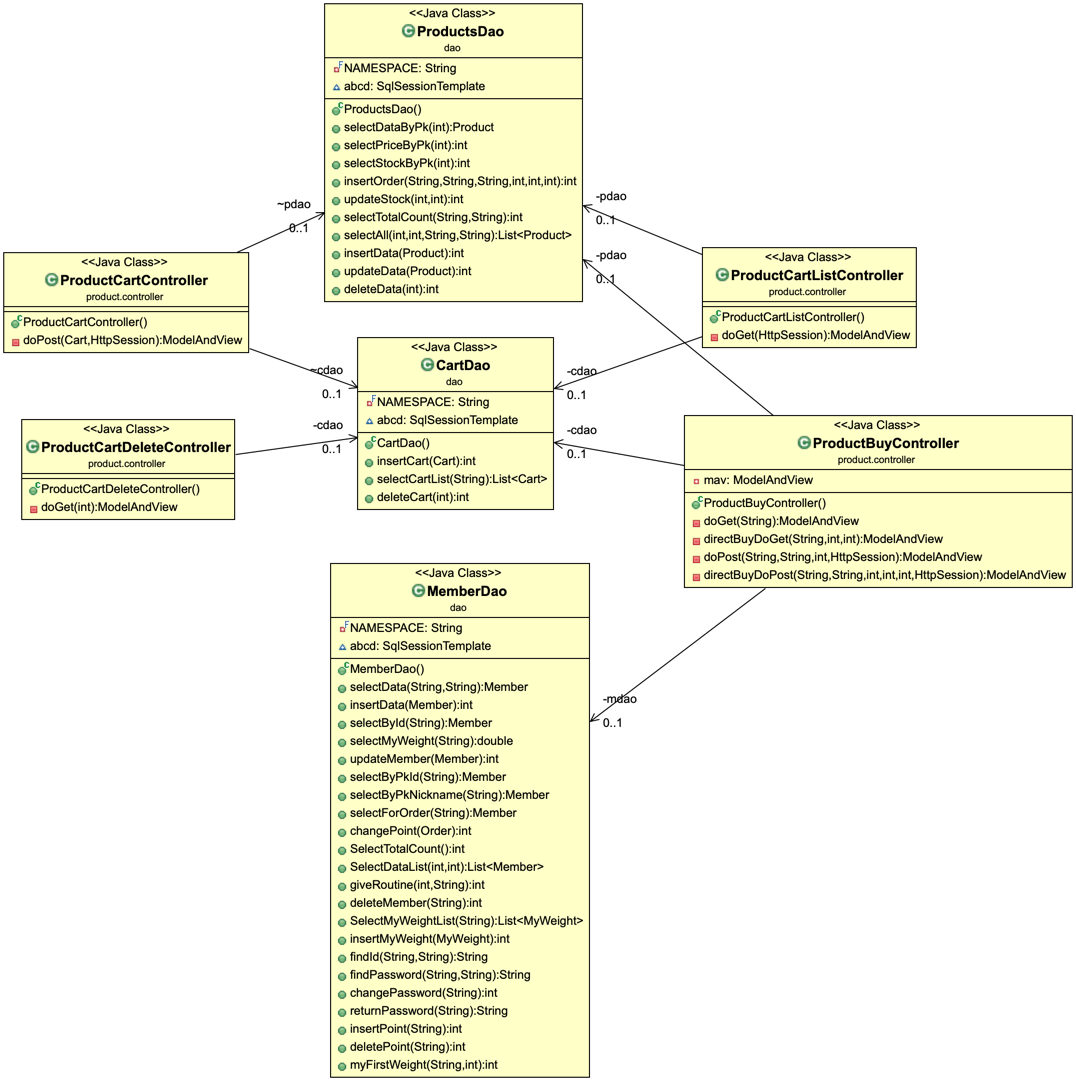 <<Java Class>>
ProductsDao
dao
NAMESPACE: String
abcd: SqlSessionTemplate
ProductsDao()
selectDataByPk(int):Product
selectPriceByPk(int):int
selectStockByPk(int):int
insertOrder(String,String,String,int,int,int):int
updateStock(int,int):int
selectTotalCount(String,String):int
selectAll(int,int,String,String):List<Product>
insertData(Product):int
updateData(Product):int
deleteData(int):int
~pdao
0..1
-pdao
0..1
-pdao
0..1
<<Java Class>>
ProductCartController
product.controller
ProductCartController()
doPost(Cart,HttpSession):ModelAndView
<<Java Class>>
ProductCartListController
product.controller
ProductCartListController()
doGet(HttpSession):ModelAndView
~cdao
0..1
-cdao
0..1
<<Java Class>>
CartDao
dao
NAMESPACE: String
abcd: SqlSessionTemplate
CartDao()
insertCart(Cart):int
selectCartList(String):List<Cart>
deleteCart(int):int
-cdao
0..1
-cdao
0..1
<<Java Class>>
ProductCartDeleteController
product.controller
ProductCartDeleteController()
doGet(int):ModelAndView
<<Java Class>>
ProductBuyController
product.controller
mav: ModelAndView
ProductBuyController()
doGet(String):ModelAndView
directBuyDoGet(String,int,int):ModelAndView
doPost(String,String,int,HttpSession):ModelAndView
directBuyDoPost(String,String,int,int,int,HttpSession):ModelAndView
-mdao
0..1
<<Java Class>>
MemberDao
dao
NAMESPACE: String
abcd: SqlSessionTemplate
MemberDao()
selectData(String,String):Member
insertData(Member):int
selectById(String):Member
selectMyWeight(String):double
updateMember(Member):int
selectByPkId(String):Member
selectByPkNickname(String):Member
selectForOrder(String):Member
changePoint(Order):int
SelectTotalCount():int
SelectDataList(int,int):List<Member>
giveRoutine(int,String):int
deleteMember(String):int
SelectMyWeightList(String):List<MyWeight>
insertMyWeight(MyWeight):int
findId(String,String):String
findPassword(String,String):String
changePassword(String):int
returnPassword(String):String
insertPoint(String):int
deletePoint(String):int
myFirstWeight(String,int):int